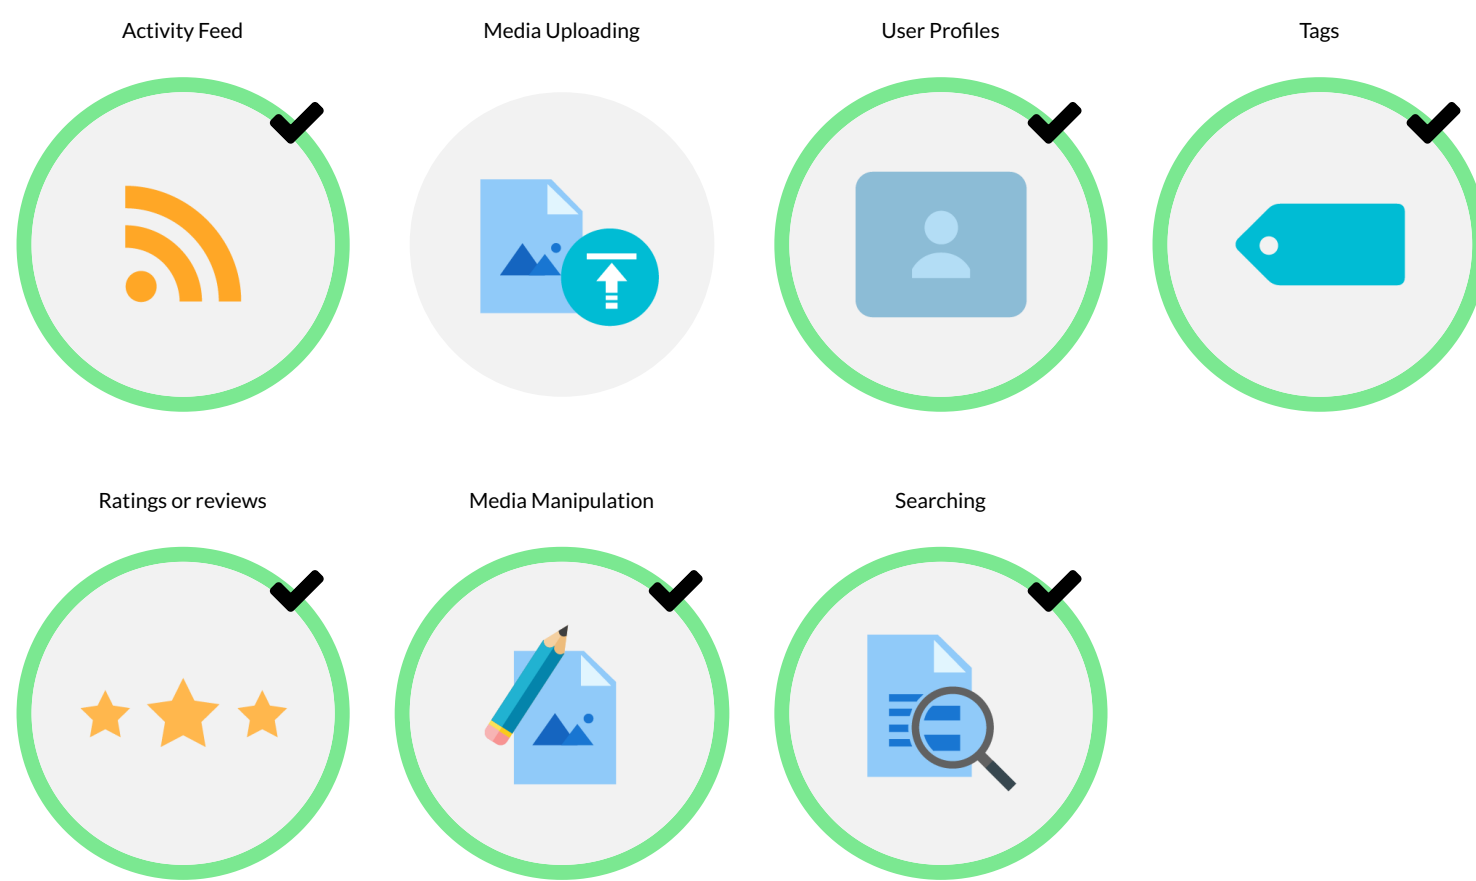 Activity Feed
Media Uploading
User Profiles
Tags
Ratings or reviews
Media Manipulation
Searching